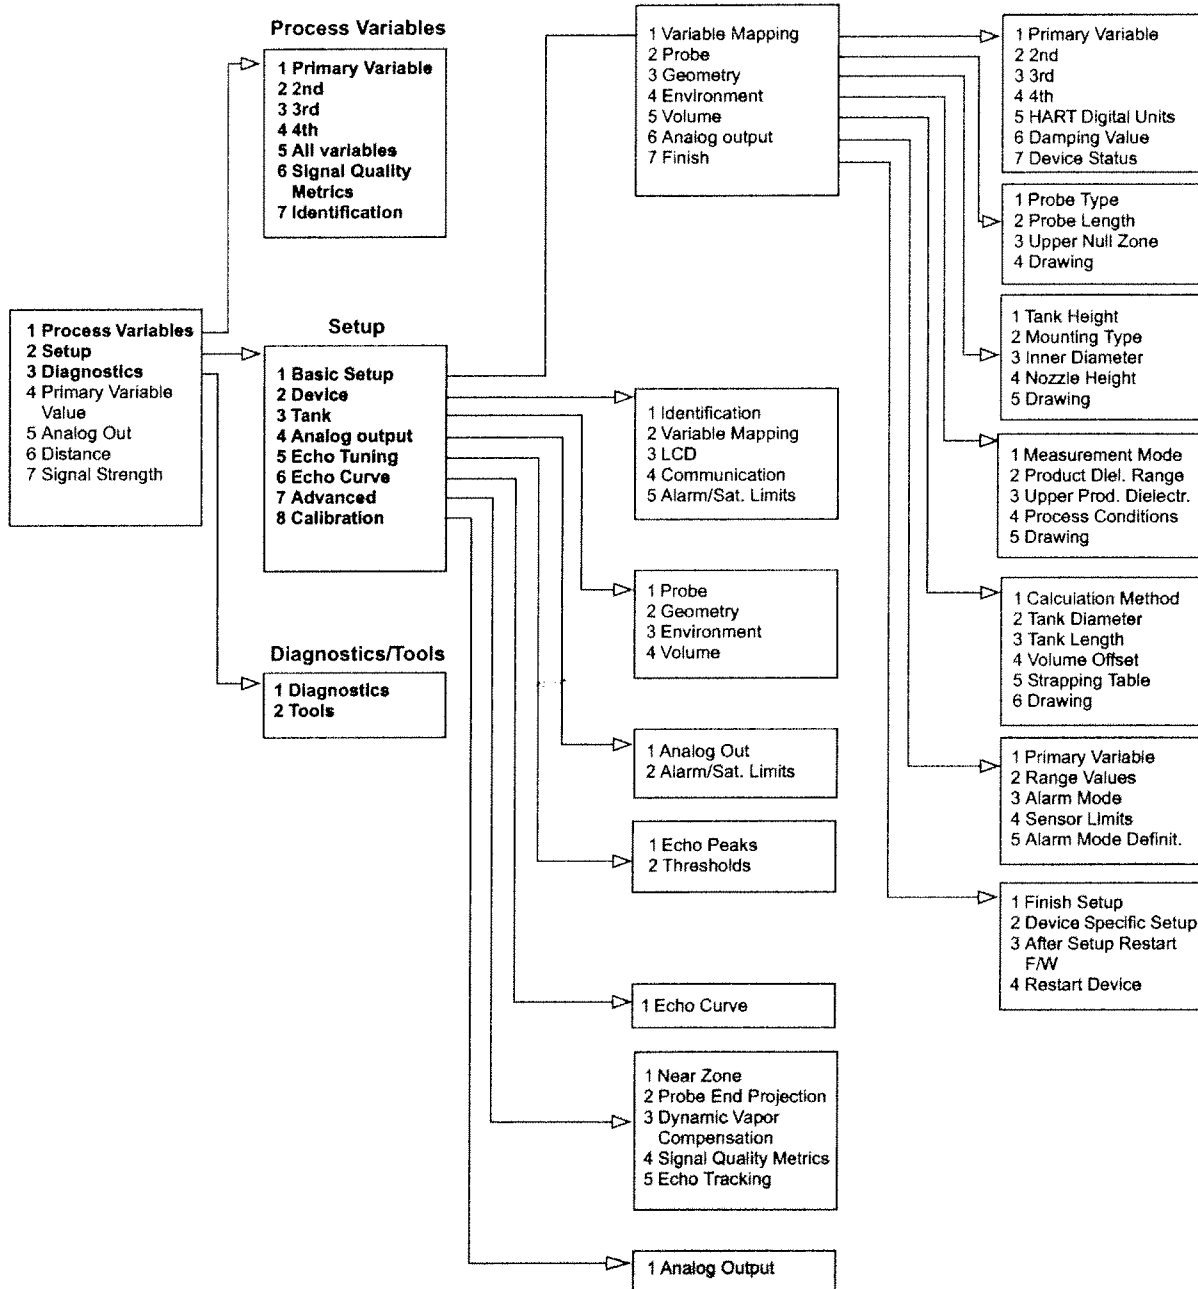 Process Variables
1 Primary Variable
2 2nd
3 3rd
4 4th
5 All variables
6 Signal Quality
Metrics
7 Identification
1 Process Variables
2 Setup
3 Diagnostics
4 Primary Variable
Value
5 Analog Out
6 Distance
7 Signal Strength
Setup
1 Basic Setup
2 Device
3 Tank
4 Analog output
5 Echo Tuning
6 Echo Curve
7 Advanced
8 Calibration
Diagnostics/Tools
1 Diagnostics
2 Tools
1 Variable Mapping
2 Probe
3 Geometry
4 Environment
5 Volume
6 Analog output
7 Finish
1 Identification
2 Variable Mapping
3 LCD
4 Communication
5 Alarm/Sat. Limits
1 Probe
2 Geometry
3 Environment
4 Volume
1 Analog Out
2 Alarm/Sat. Limits
1 Echo Peaks
2 Thresholds
1 Echo Curve
1 Near Zone
2 Probe End Projection
3 Dynamic Vapor
Compensation
4 Signal Quality Metrics
5 Echo Tracking
1 Analog Output
1 Primary Variable
2 2nd
3 3rd
4 4th
5 HART Digital Units
6 Damping Value
7 Device Status
1 Probe Type
2 Probe Length
3 Upper Null Zone
4 Drawing
1 Tank Height
2 Mounting Type
3 Inner Diameter
4 Nozzle Height
5 Drawing
1 Measurement Mode
2 Product Diel. Range
3 Upper Prod. Dielectr.
4 Process Conditions
5 Drawing
1 Calculation Method
2 Tank Diameter
3 Tank Length
4 Volume Offset
5 Strapping Table
6 Drawing
1 Primary Variable
2 Range Values
3 Alarm Mode
4 Sensor Limits
5 Alarm Mode Definit.
1 Finish Setup
2 Device Specific Setup
3 After Setup Restart
F/W
4 Restart Device